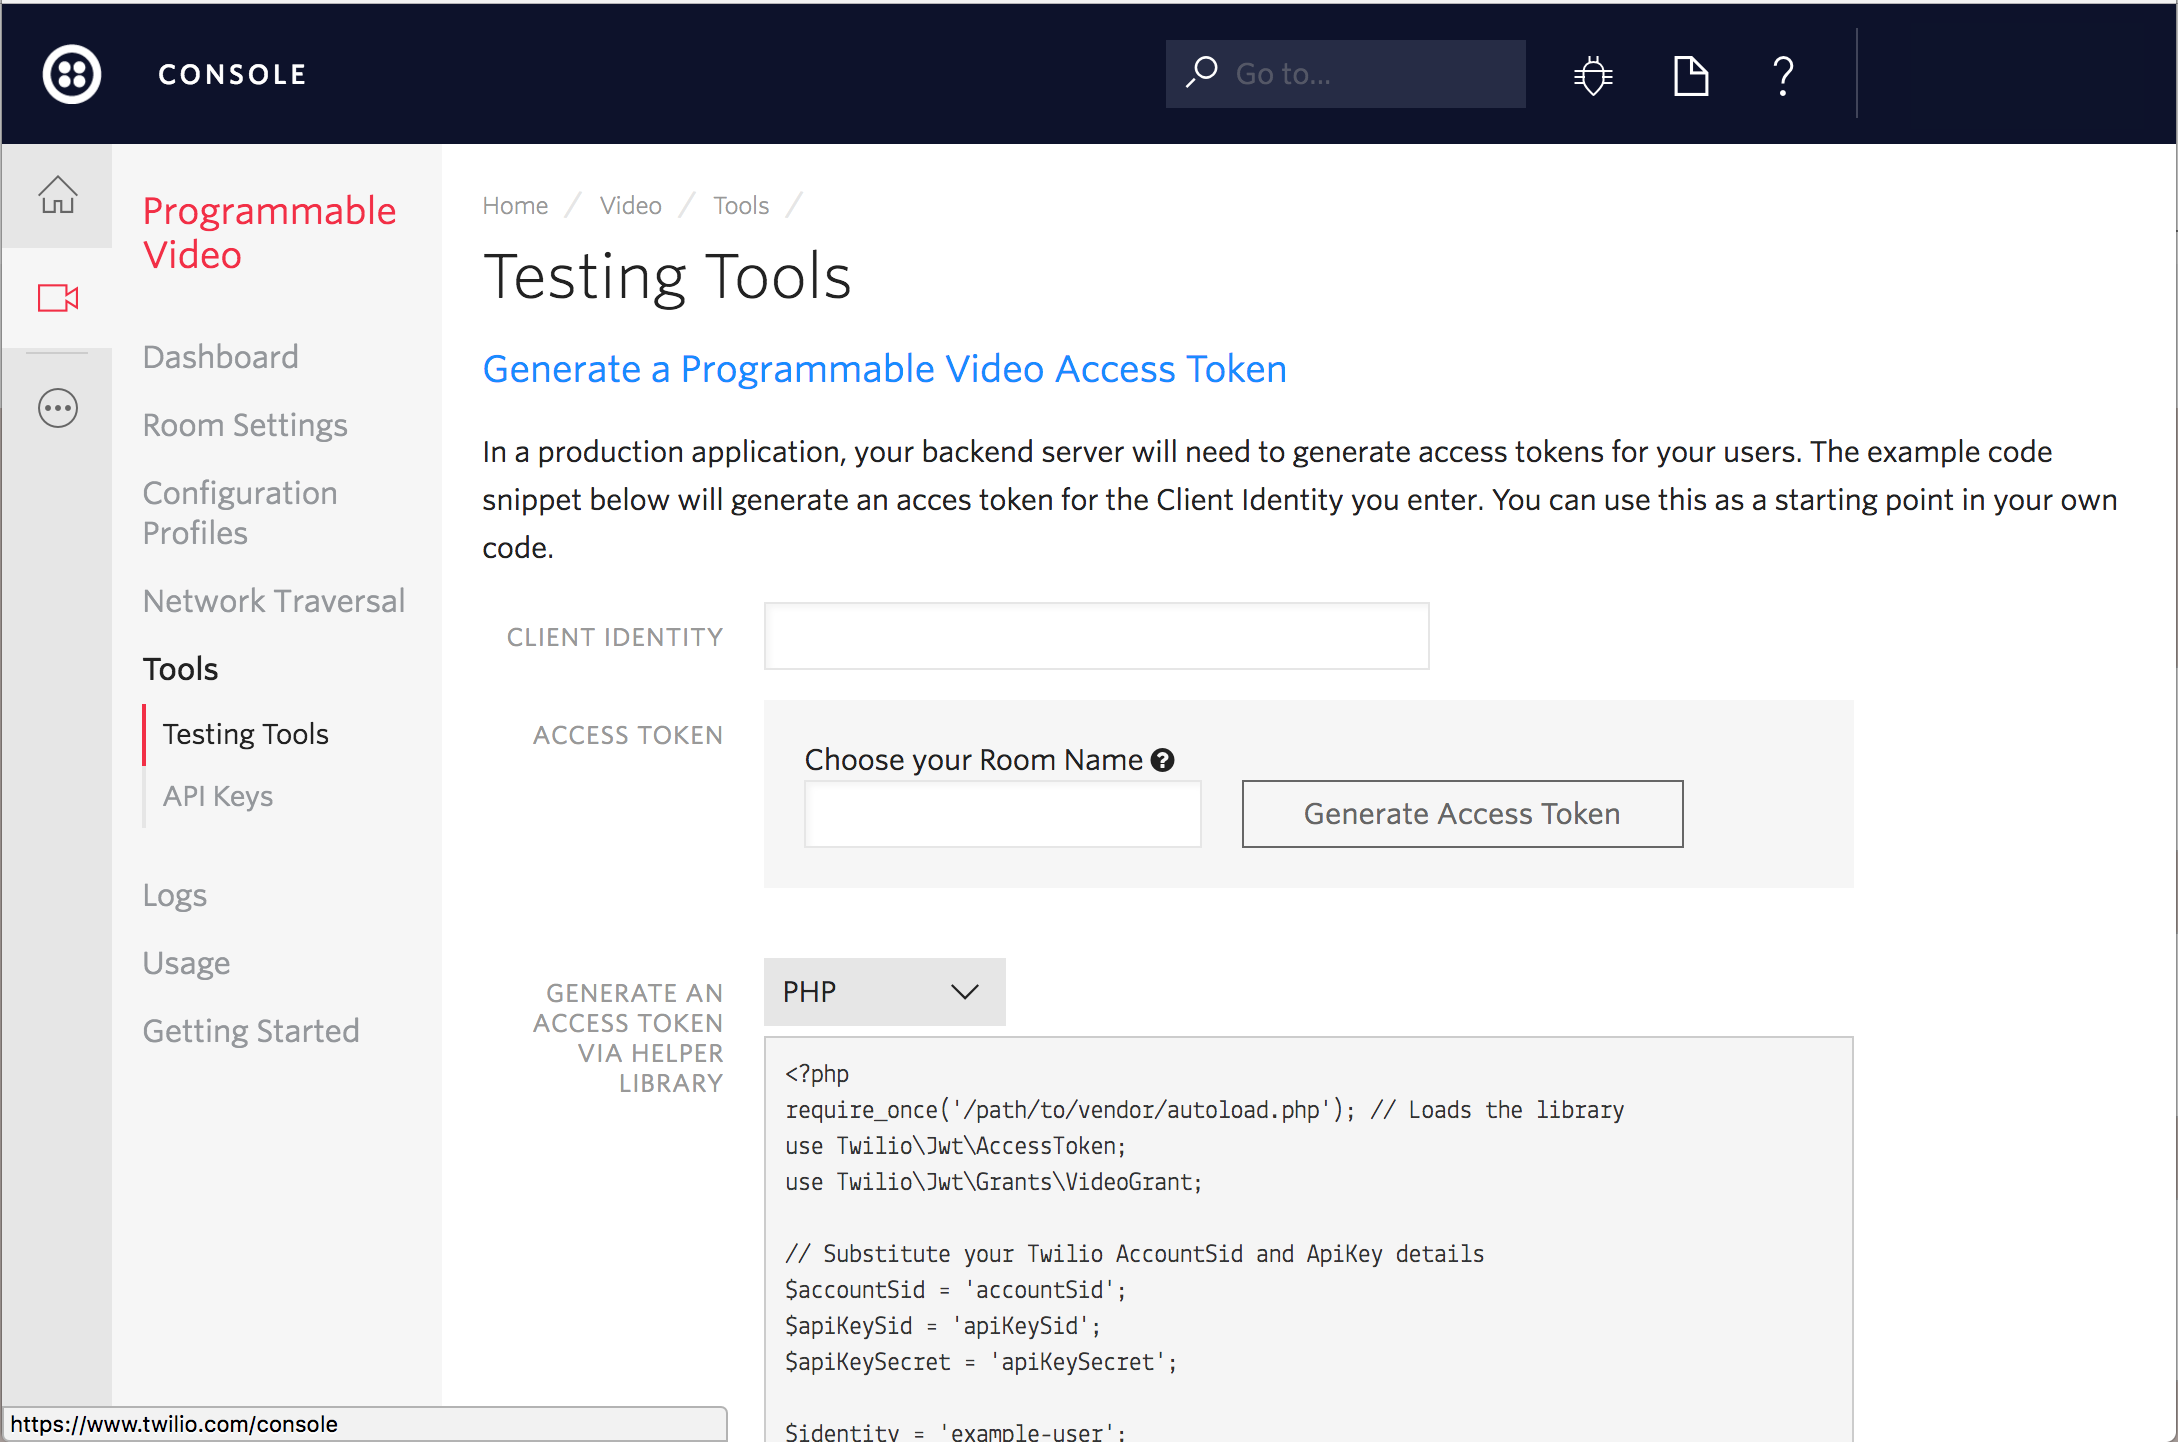 CONSOLE
Go to...
Programmable
Video
Dashboard
Room Settings
Configuration
Profiles
Network Traversal
Tools
Testing Tools
API Keys
Logs
Usage
Getting Started
Home / Video / Tools /
Testing Tools
Generate a Programmable Video Access Token
In a production application, your backend server will need to generate access tokens for your users. The example code
snippet below will generate an acces token for the Client Identity you enter. You can use this as a starting point in your own
code.
CLIENT IDENTITY
ACCESS TOKEN
Choose your Room Name ?
Generate Access Token
GENERATE AN
ACCESS TOKEN
VIA HELPER
LIBRARY
PHP
<?php
require_once('/path/to/vendor/autoload.php'); // Loads the library
use Twilio\Jwt\AccessToken;
use Twilio\Jwt\Grants\VideoGrant;
// Substitute your Twilio AccountSid and ApiKey details
$accountSid = 'accountSid';
$apiKeySid = 'apiKeySid';
$apiKeySecret = 'apiKeySecret';
$identity = 'example-user';
https://www.twilio.com/console